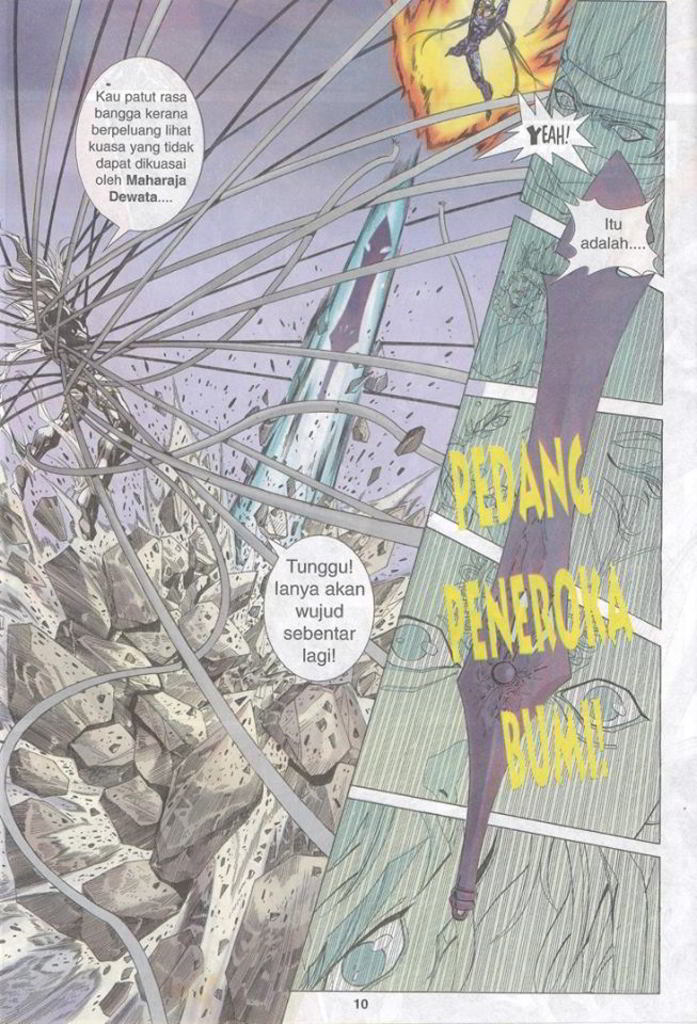 Kau patut rasa
bangga kerana
berpeluang lihat
kuasa yang tidak
dapat dikuasai
oleh Maharaja
Dewata....
YEAH!
Itu
adalah....
Tunggu!
Ianya akan
wujud
sebentar
lagi!
PEDANG
PENEROKA
BUMI!
10